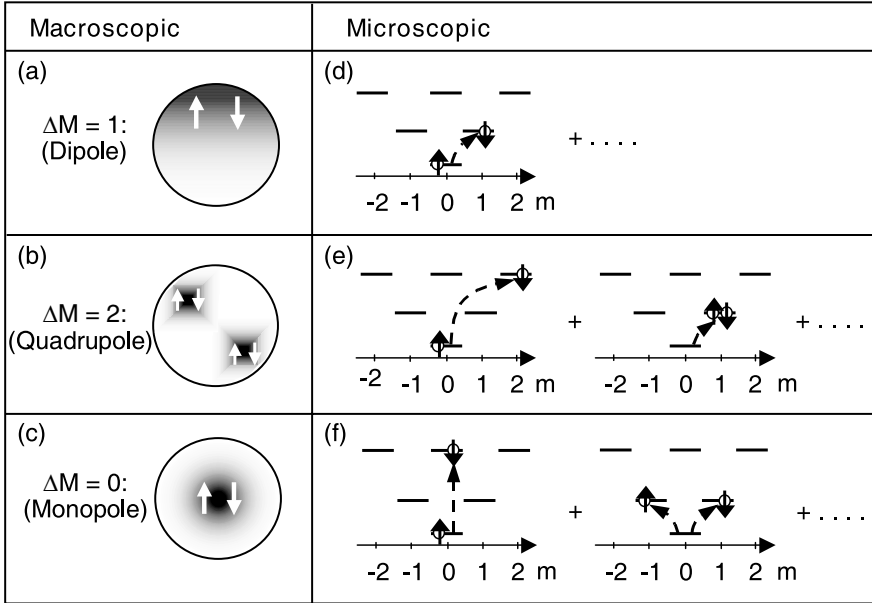 Macroscopic
Microscopic
(a)
ΔM = 1:
(Dipole)
(d)
+ . . . .
-2 -1 0 1 2 m
(b)
ΔM = 2:
(Quadrupole)
(e)
+
+ . . . .
-2 -1 0 1 2 m
-2 -1 0 1 2 m
(c)
ΔM = 0:
(Monopole)
(f)
+
+ . . . .
-2 -1 0 1 2 m
-2 -1 0 1 2 m